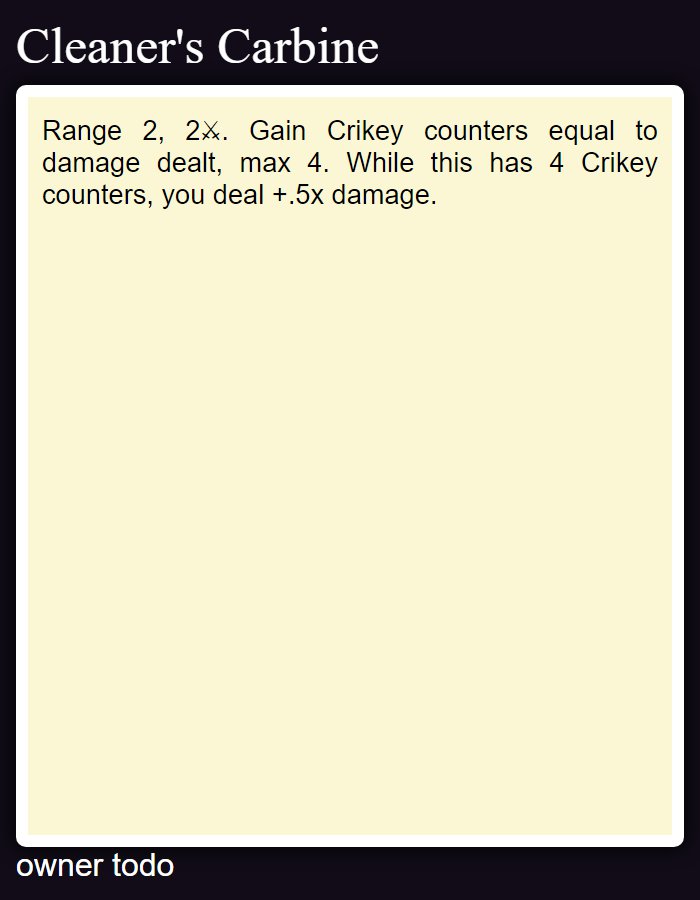 Cleaner's Carbine
Range 2, 2⚔. Gain Crikey counters equal to
damage dealt, max 4. While this has 4 Crikey
counters, you deal +.5x damage.
owner todo